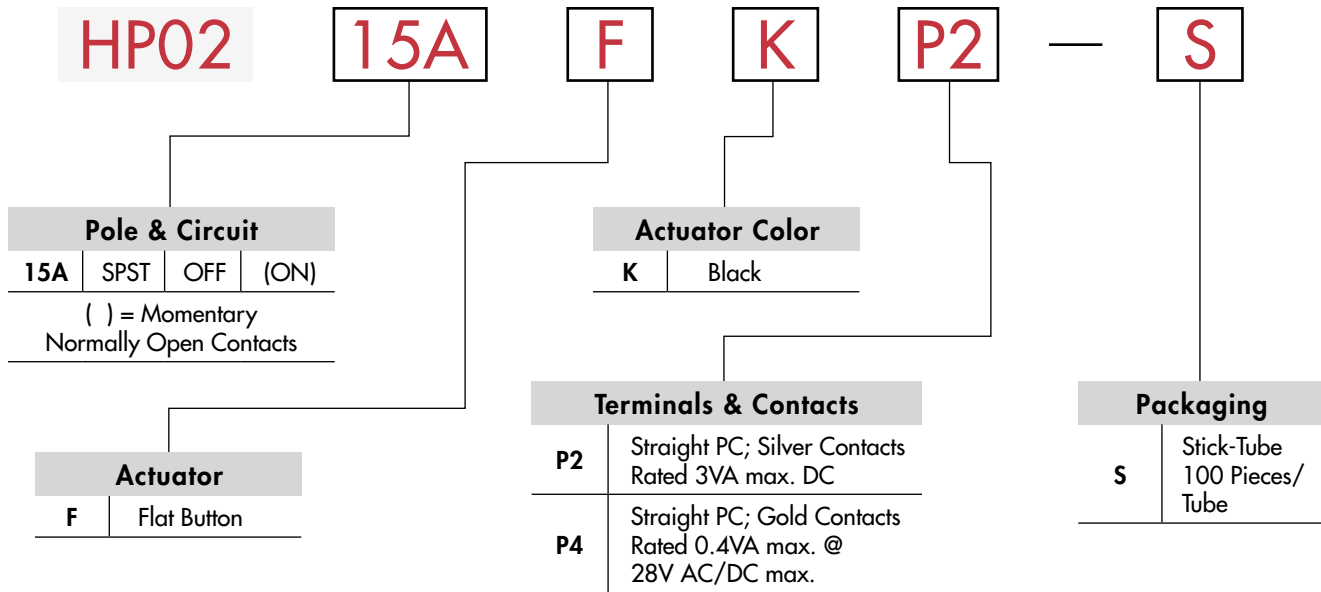 HP02 15A F K P2 — S
Pole & Circuit
15A SPST OFF (ON)
( ) = Momentary
Normally Open Contacts
Actuator
F Flat Button
Actuator Color
K Black
Terminals & Contacts
P2 Straight PC; Silver Contacts
Rated 3VA max. DC
P4 Straight PC; Gold Contacts
Rated 0.4VA max. @
28V AC/DC max.
Packaging
S Stick-Tube
100 Pieces/
Tube